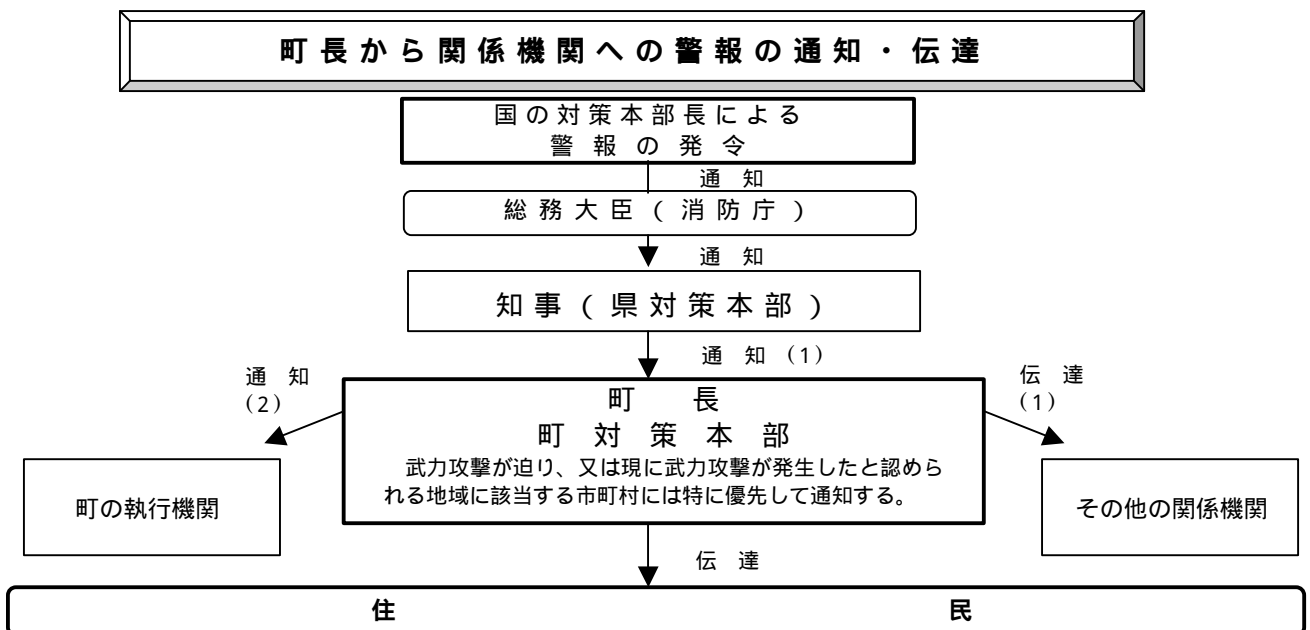 町長から関係機関への警報の通知・伝達
国の対策本部長による
警報の発令
通 知
総務大臣(消防庁)
通 知
知事(県対策本部)
通 知 (1)
通 知
(2)
伝 達
(1)
町 長
町 対 策 本 部
武力攻撃が迫り、又は現に武力攻撃が発生したと認めら
れる地域に該当する市町村には特に優先して通知する。
町の執行機関
その他の関係機関
伝 達
住 民